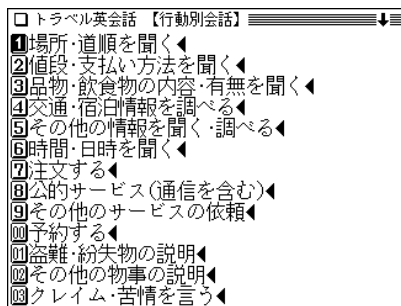 トラベル英会話 【行動別会話】
1場所·道順を聞く
2値段·支払い方法を聞く
3品物·飲食物の内容·有無を聞く
4交通·宿泊情報を調べる
5その他の情報を聞く·調べる
6時間·日時を聞く
7注文する
8公的サービス(通信を含む)
9その他のサービスの依頼
00予約する
01盗難·紛失物の説明
02その他の物事の説明
03クレイム·苦情を言う